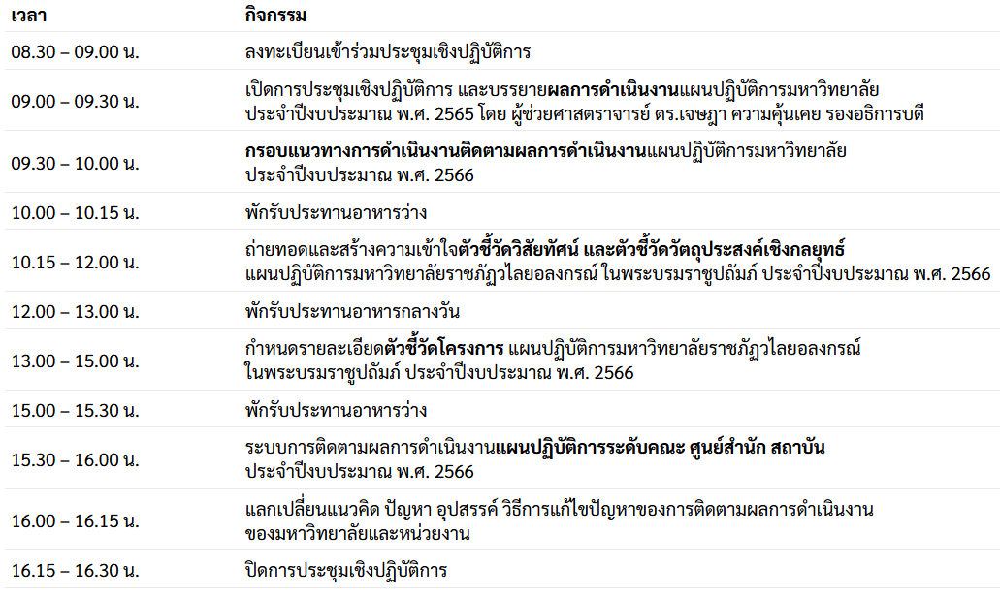 เวลา กิจกรรม
08.30 – 09.00 น. ลงทะเบียนเข้าร่วมประชุมเชิงปฏิบัติการ
09.00 – 09.30 น. เปิดการประชุมเชิงปฏิบัติการ และบรรยายผลการดำเนินงานแผนปฏิบัติการมหาวิทยาลัย
ประจำปีงบประมาณ พ.ศ. 2565 โดย ผู้ช่วยศาสตราจารย์ ดร.เจษฎา ความคุ้นเคย รองอธิการบดี
09.30 – 10.00 น. กรอบแนวทางการดำเนินงานติดตามผลการดำเนินงานแผนปฏิบัติการมหาวิทยาลัย
ประจำปีงบประมาณ พ.ศ. 2566
10.00 – 10.15 น. พักรับประทานอาหารว่าง
10.15 – 12.00 น. ถ่ายทอดและสร้างความเข้าใจตัวชี้วัดวิสัยทัศน์ และตัวชี้วัดวัตถุประสงค์เชิงกลยุทธ์
แผนปฏิบัติการมหาวิทยาลัยราชภัฏวไลยอลงกรณ์ ในพระบรมราชูปถัมภ์ ประจำปีงบประมาณ พ.ศ. 2566
12.00 – 13.00 น. พักรับประทานอาหารกลางวัน
13.00 – 15.00 น. กำหนดรายละเอียดตัวชี้วัดโครงการ แผนปฏิบัติการมหาวิทยาลัยราชภัฏวไลยอลงกรณ์
ในพระบรมราชูปถัมภ์ ประจำปีงบประมาณ พ.ศ. 2566
15.00 – 15.30 น. พักรับประทานอาหารว่าง
15.30 – 16.00 น. ระบบการติดตามผลการดำเนินงานแผนปฏิบัติการระดับคณะ ศูนย์สำนัก สถาบัน
ประจำปีงบประมาณ พ.ศ. 2566
16.00 – 16.15 น. แลกเปลี่ยนแนวคิด ปัญหา อุปสรรค์ วิธีการแก้ไขปัญหาของการติดตามผลการดำเนินงาน
ของมหาวิทยาลัยและหน่วยงาน
16.15 – 16.30 น. ปิดการประชุมเชิงปฏิบัติการ